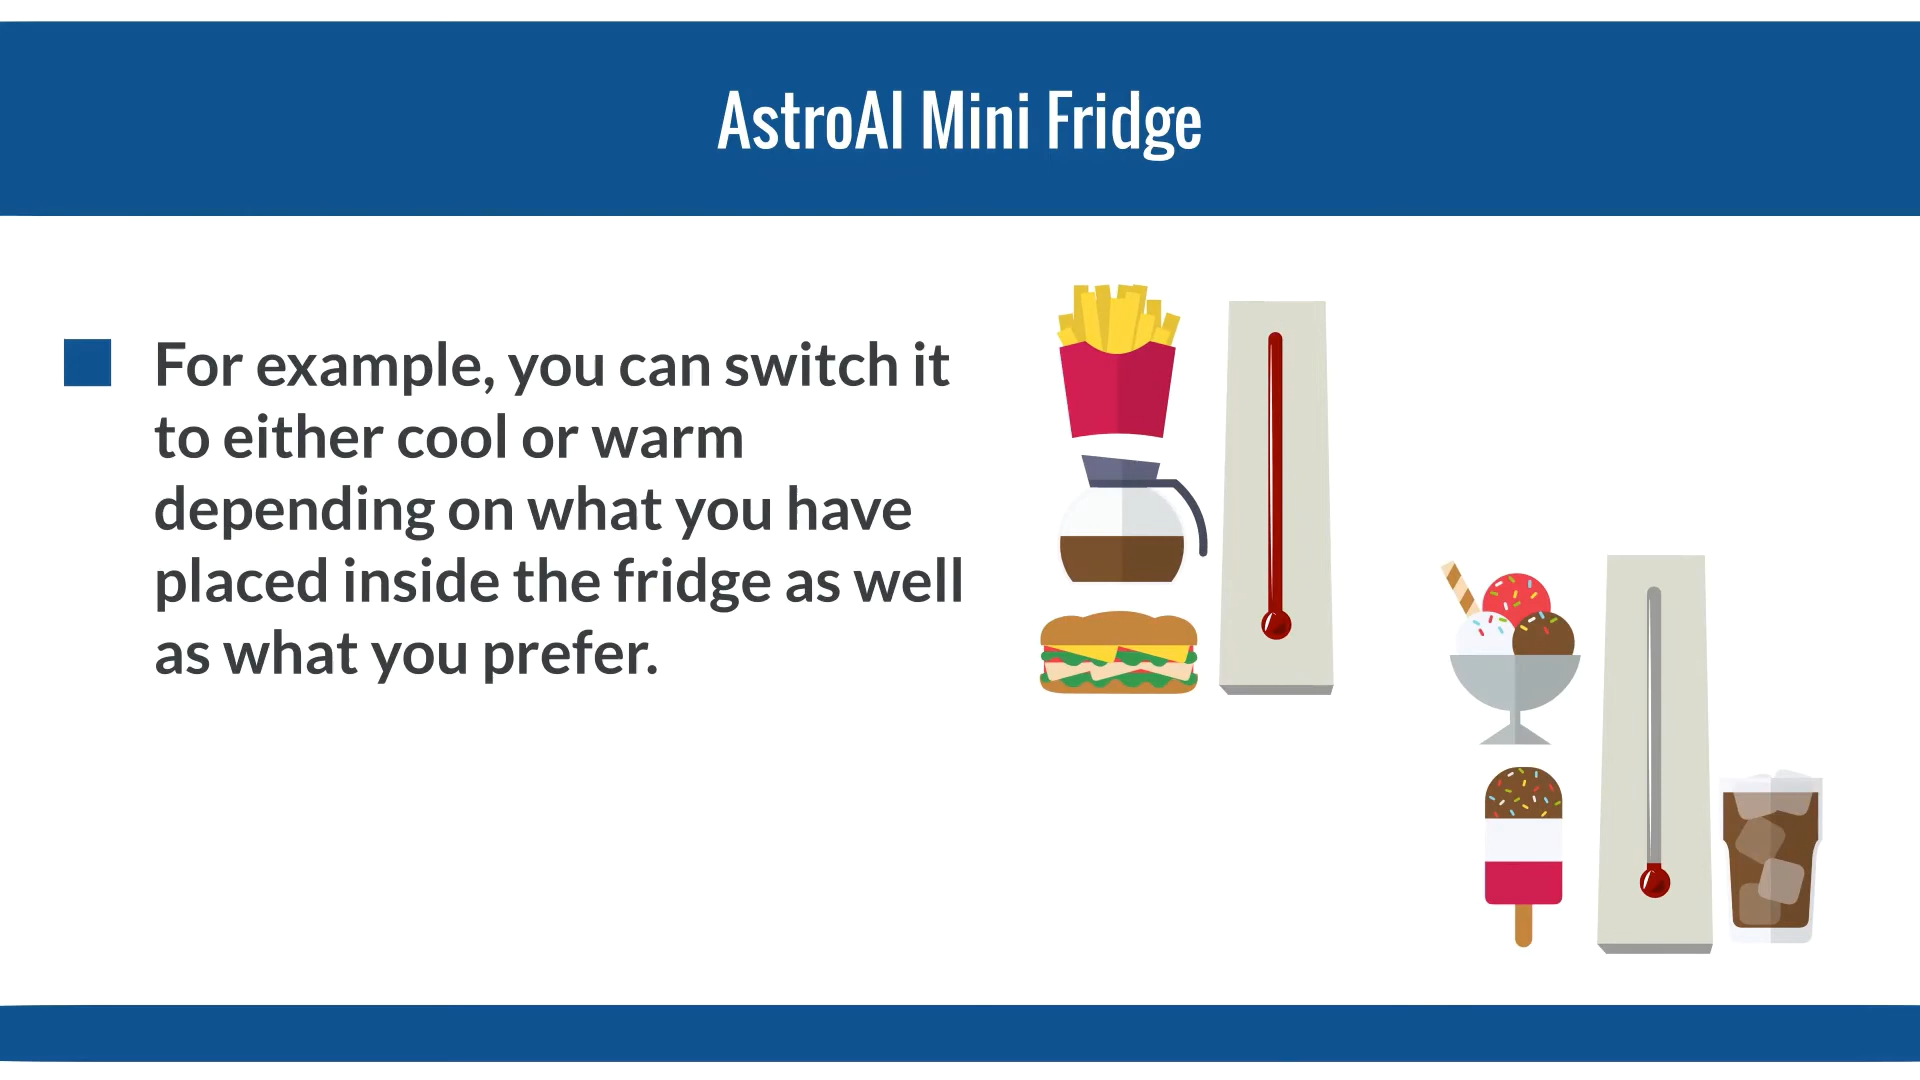 AstroAI Mini Fridge
For example, you can switch it
to either cool or warm
depending on what you have
placed inside the fridge as well
as what you prefer.